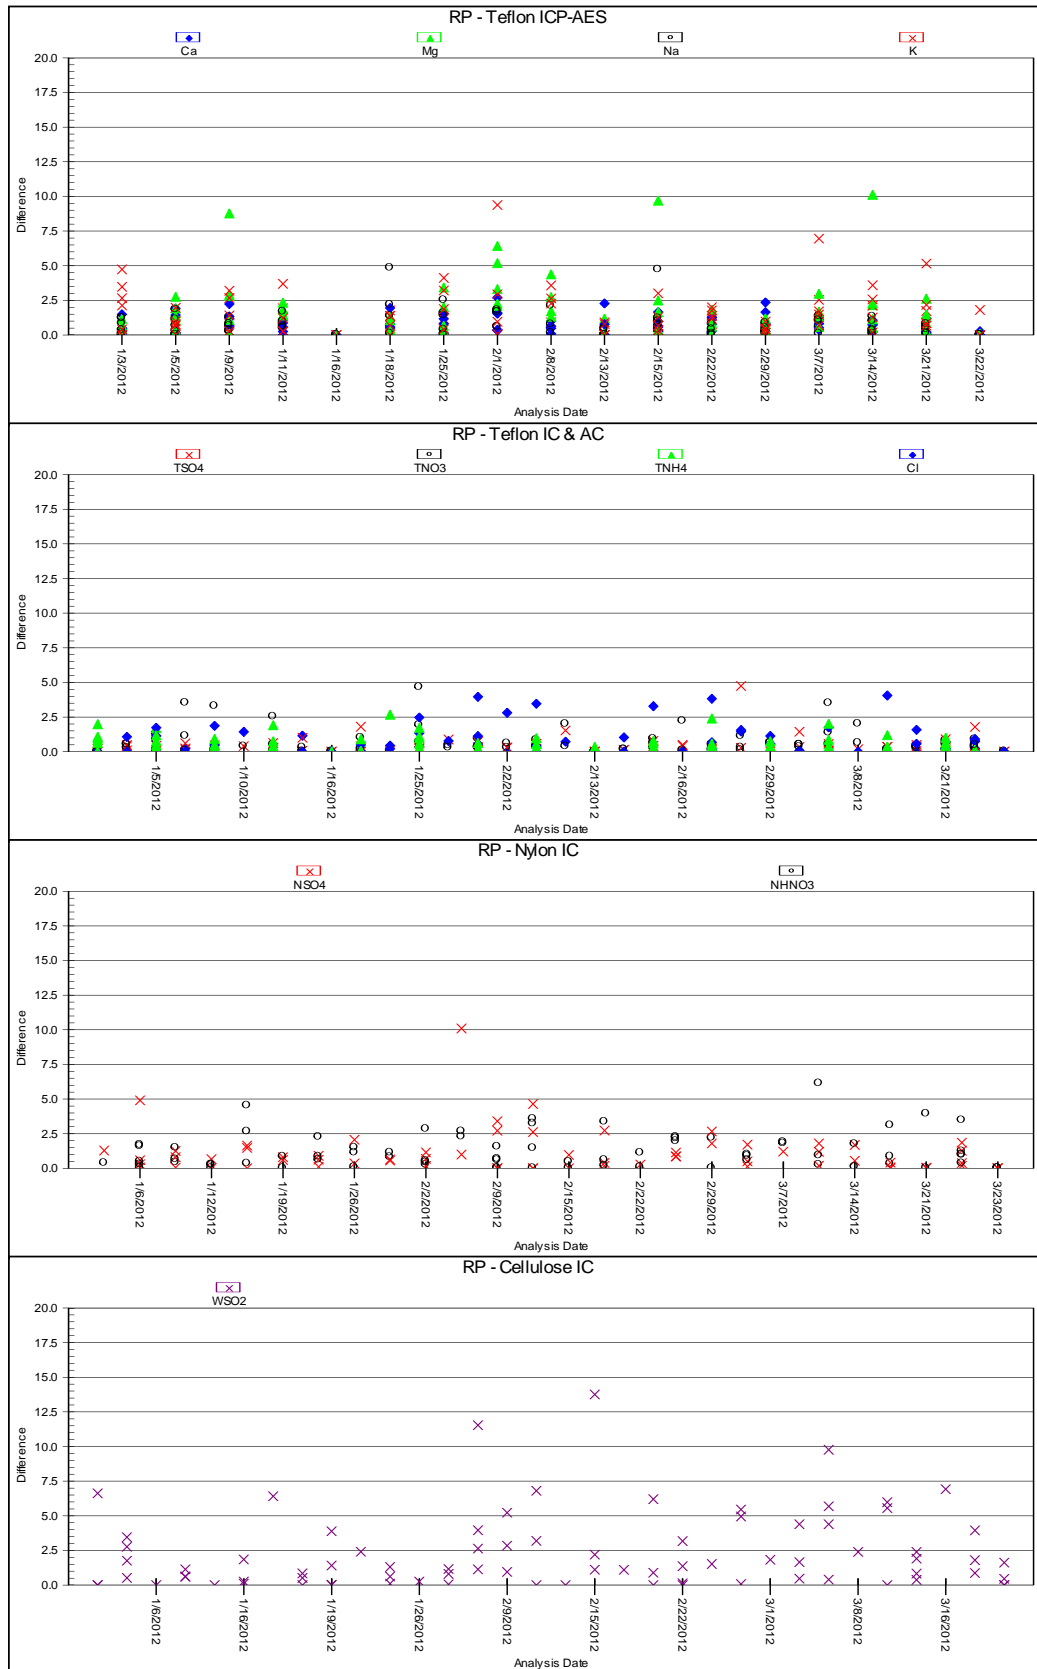 RP - Teflon ICP-AES
Ca Mg Na K
20.0
17.5
15.0
12.5
10.0
7.5
5.0
2.5
0.0
Difference
1/3/2012 1/5/2012 1/9/2012 1/11/2012 1/16/2012 1/18/2012 1/25/2012 2/1/2012 2/8/2012 2/13/2012 2/15/2012 2/22/2012 2/29/2012 3/7/2012 3/14/2012 3/21/2012 3/22/2012
Analysis Date
RP - Teflon IC & AC
TSO4 TNO3 TNH4 Cl
20.0
17.5
15.0
12.5
10.0
7.5
5.0
2.5
0.0
Difference
1/5/2012 1/10/2012 1/11/2012 1/16/2012 1/25/2012 2/2/2012 2/13/2012 2/16/2012 2/29/2012 3/8/2012 3/21/2012
Analysis Date
RP - Nylon IC
NSO4 NHNO3
20.0
17.5
15.0
12.5
10.0
7.5
5.0
2.5
0.0
Difference
1/6/2012 1/12/2012 1/19/2012 1/26/2012 2/2/2012 2/9/2012 2/15/2012 2/22/2012 2/29/2012 3/7/2012 3/14/2012 3/21/2012 3/23/2012
Analysis Date
RP - Cellulose IC
WSO2
20.0
17.5
15.0
12.5
10.0
7.5
5.0
2.5
0.0
Difference
1/6/2012 1/16/2012 1/19/2012 1/26/2012 2/9/2012 2/15/2012 2/22/2012 3/1/2012 3/8/2012 3/16/2012
Analysis Date